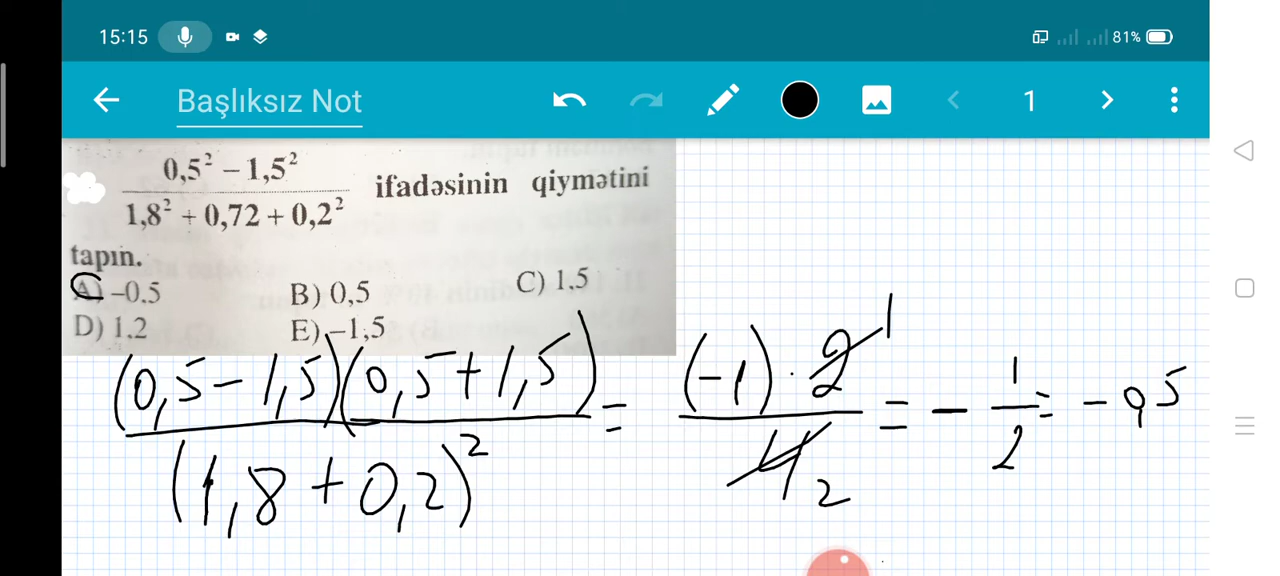 15:15 81%
Başlıksız Not 1
0,5² – 1,5²
1,8² + 0,72 + 0,2² ifadəsinin qiymətini
tapın.
A) –0.5 B) 0,5 C) 1,5
D) 1,2 E) –1,5
(0,5 – 1,5)(0,5 + 1,5) = (–1) · 2 1 = – 1 = – 0,5
(1,8 + 0,2)² 4 2 2